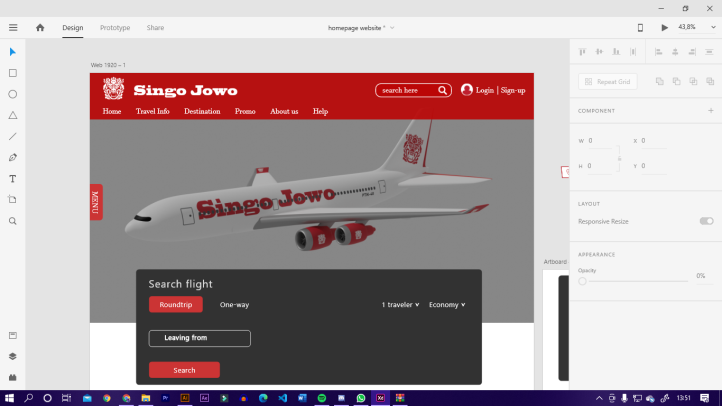 Design Prototype Share
homepage website *
43,8%
Web 1920 – 1
Singo Jowo
search here
Login | Sign-up
Home Travel Info Destination Promo About us Help
MENU
Singo Jowo
Search flight
Roundtrip One-way 1 traveler Economy
Leaving from
Search
Artboard
Repeat Grid
COMPONENT
W 0 X 0
H 0 Y 0
LAYOUT
Responsive Resize
APPEARANCE
Opacity
0%
13:51